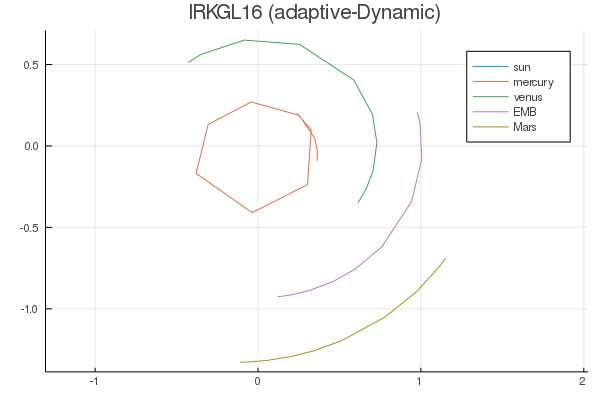 IRKGL16 (adaptive-Dynamic)
sun
mercury
venus
EMB
Mars
0.5
0.0
-0.5
-1.0
-1
0
1
2